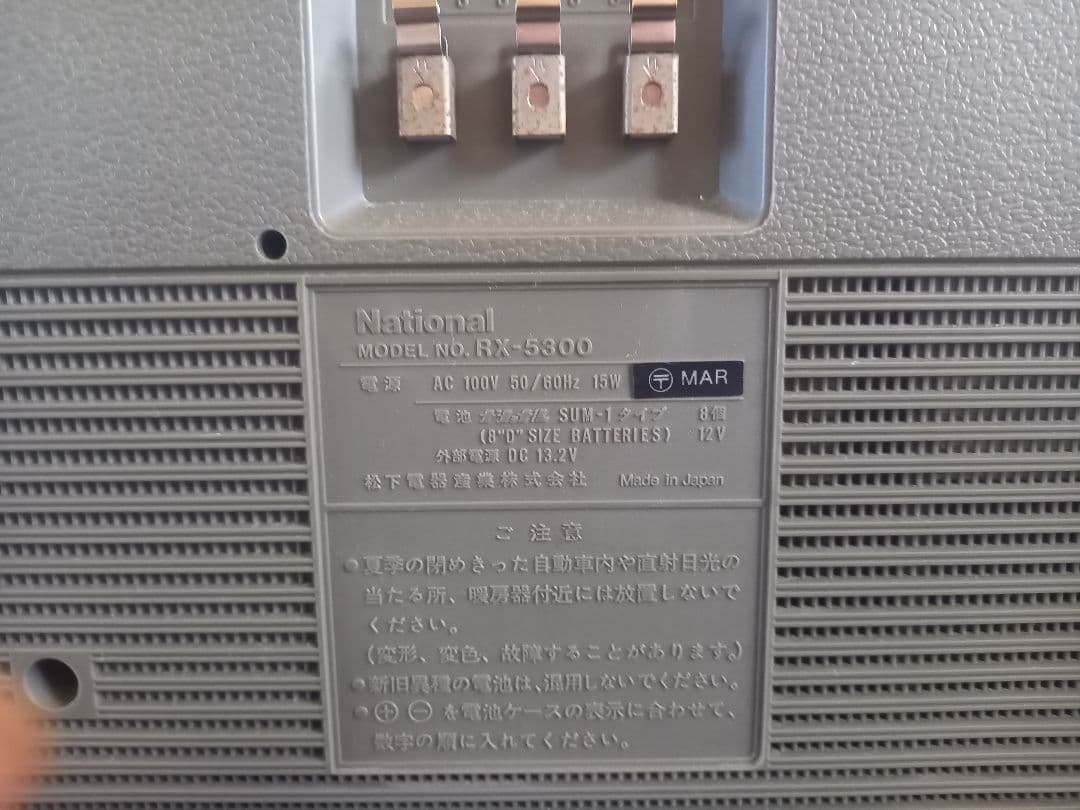 National
MODEL NO. RX-5300
電源 AC 100V 50/60Hz 15W 〶 MAR
電池 ナショナル SUM-1 タイプ 8個
(8"D" SIZE BATTERIES) 12V
外部電源 DC 13.2V
松下電器産業株式会社 Made in Japan
ご注意
●夏季の閉めきった自動車内や直射日光の
当たる所、暖房器付近には放置しないで
ください。
(変形、変色、故障することがあります。)
●新旧異種の電池は、混用しないでください。
●⊕⊖を電池ケースの表示に合わせて、
数字の順に入れてください。